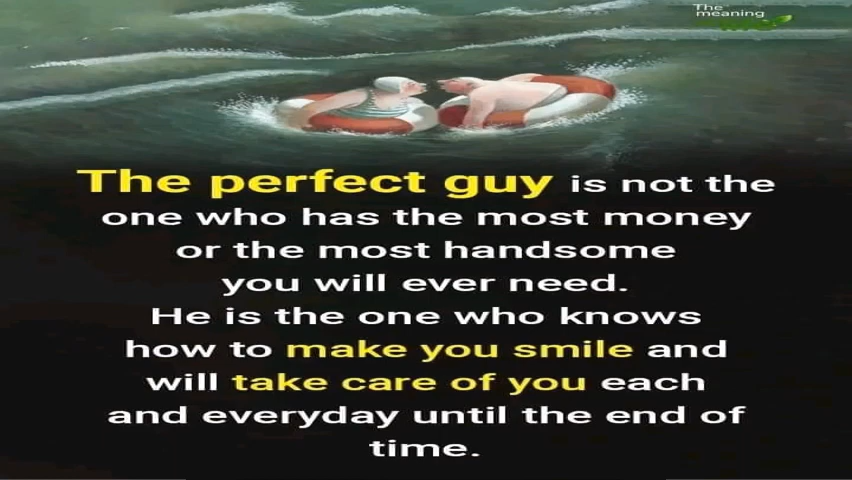 The
meaning
The perfect guy is not the
one who has the most money
or the most handsome
you will ever need.
He is the one who knows
how to make you smile and
will take care of you each
and everyday until the end of
time.